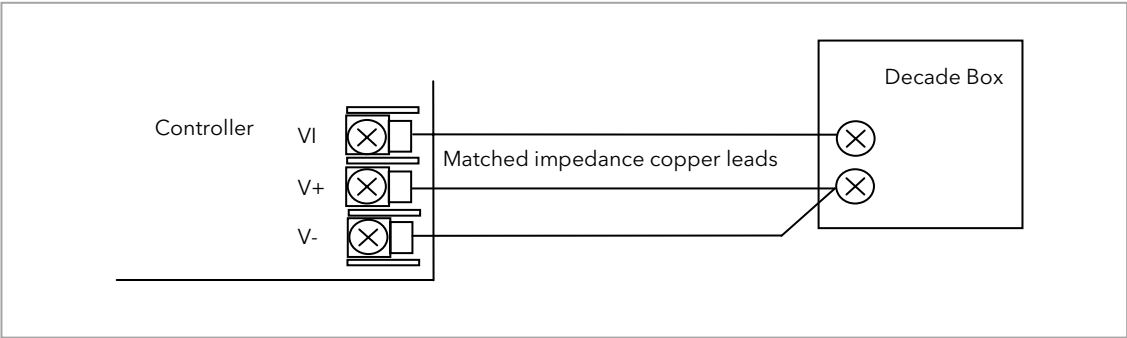 Decade Box
Controller
VI
Matched impedance copper leads
V+
V-